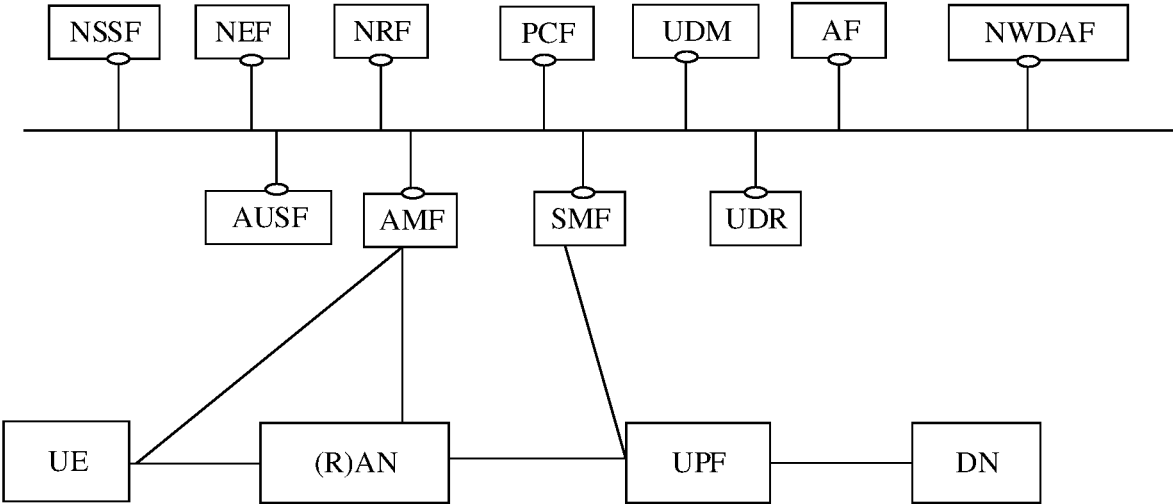 NSSF NEF NRF PCF UDM AF NWDAF
AUSF AMF SMF UDR
UE (R)AN UPF DN